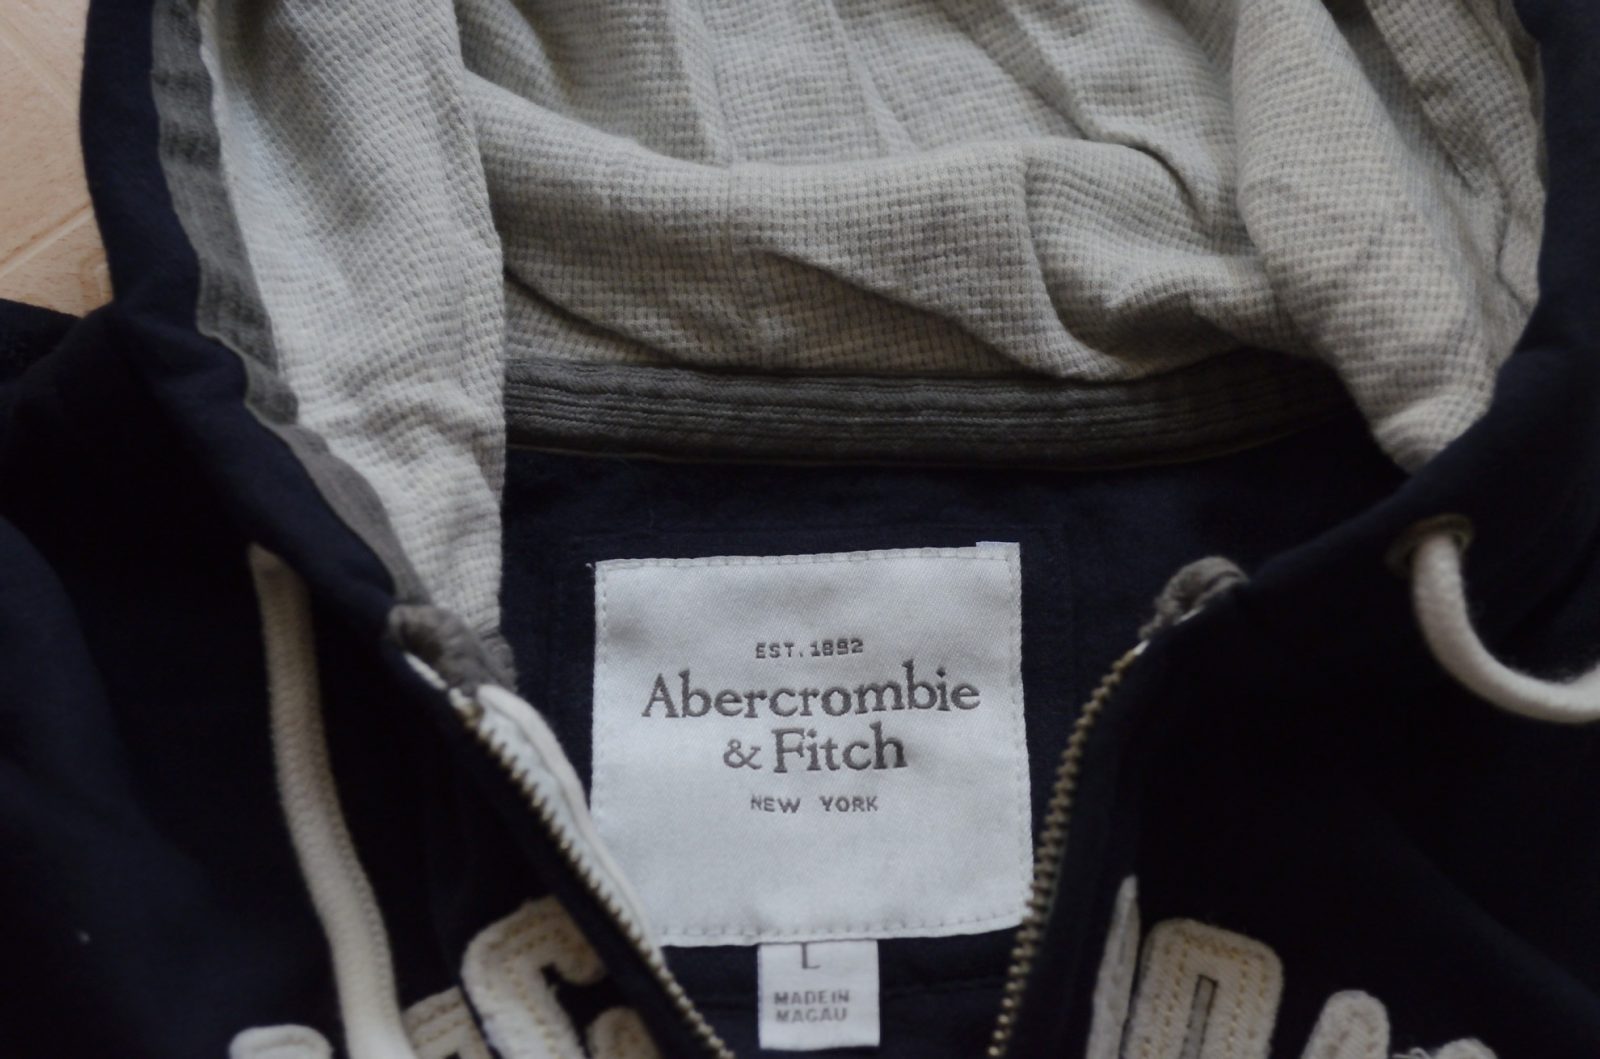 EST. 1892
Abercrombie
& Fitch
NEW YORK
L
MADE IN
MACAU